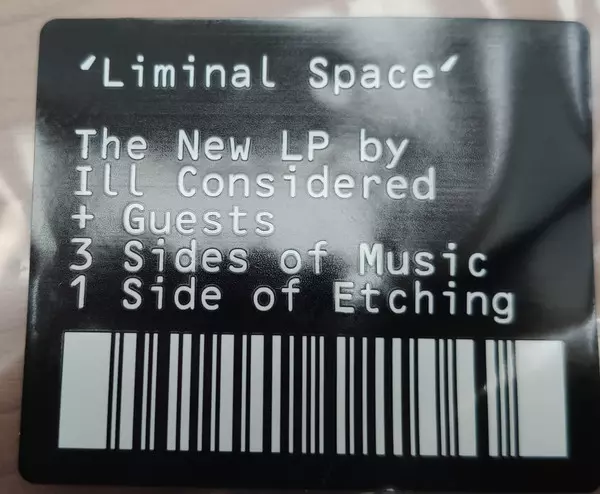 ‘Liminal Space‘
The New LP by
Ill Considered
+ Guests
3 Sides of Music
1 Side of Etching